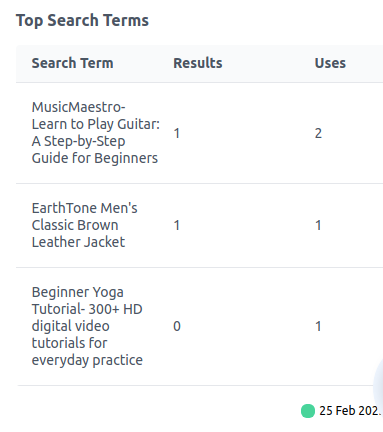 Top Search Terms
Search Term Results Uses
MusicMaestro-
Learn to Play Guitar:
A Step-by-Step
Guide for Beginners
1 2
EarthTone Men's
Classic Brown
Leather Jacket
1 1
Beginner Yoga
Tutorial- 300+ HD
digital video
tutorials for
everyday practice
0 1
25 Feb 202.